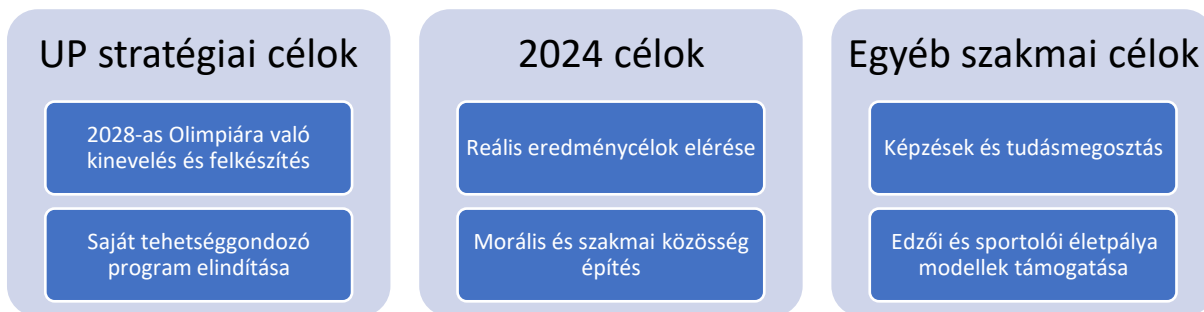 UP stratégiai célok
2028-as Olimpiára való
kinevelés és felkészítés
Saját tehetséggondozó
program elindítása
2024 célok
Reális eredménycélok elérése
Morális és szakmai közösség
építés
Egyéb szakmai célok
Képzések és tudásmegosztás
Edzői és sportolói életpálya
modellek támogatása